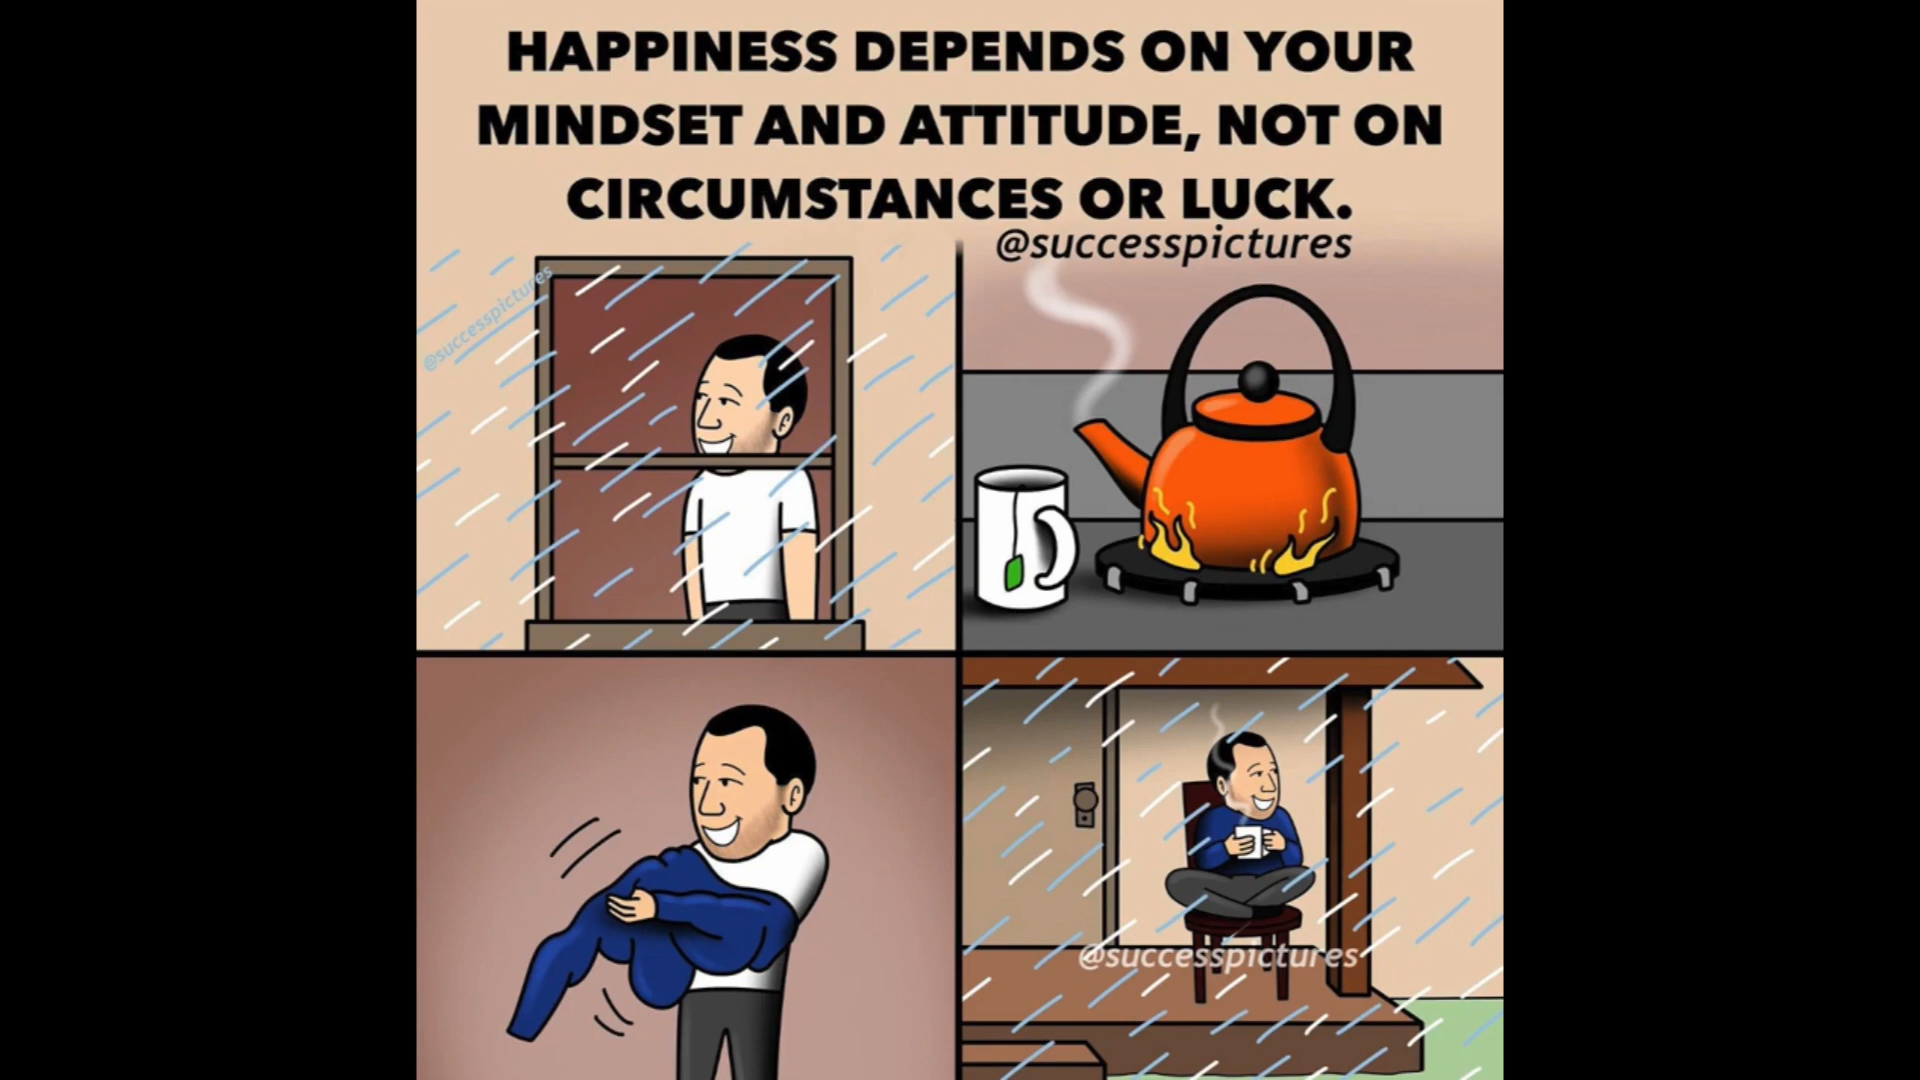 HAPPINESS DEPENDS ON YOUR
MINDSET AND ATTITUDE, NOT ON
CIRCUMSTANCES OR LUCK.
@successpictures
@successpictures
@successpictures